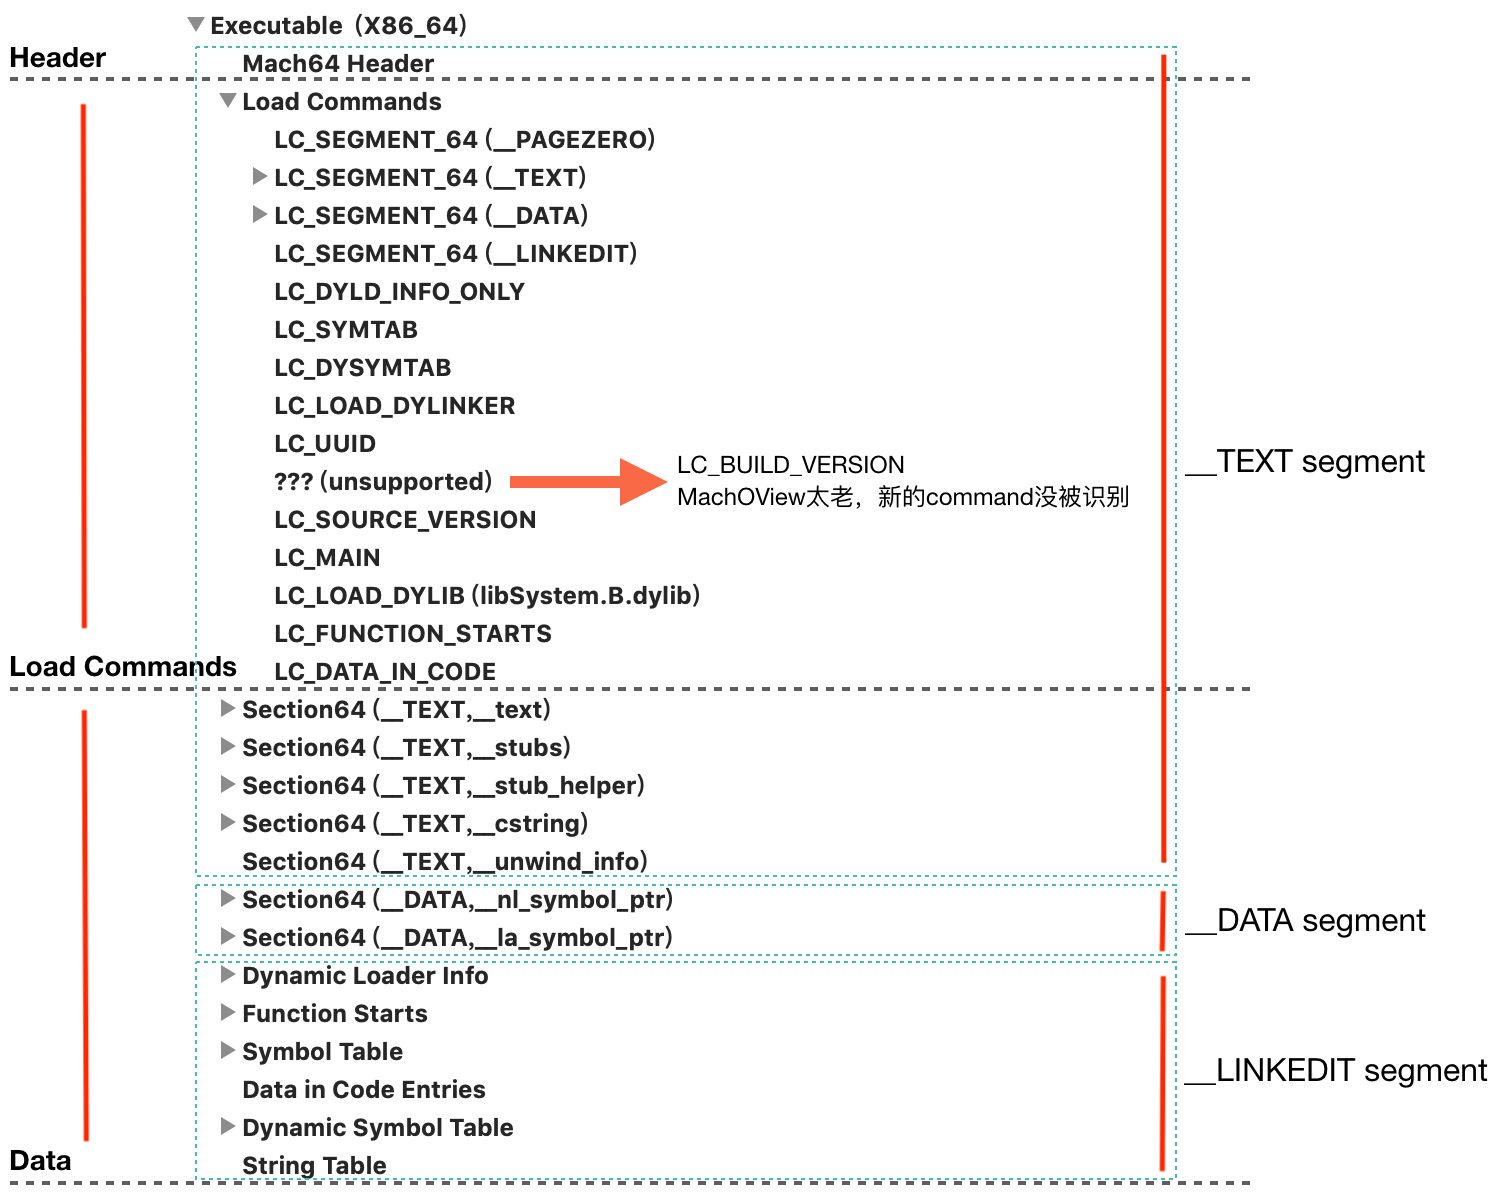 Executable (X86_64)
Header
Mach64 Header
Load Commands
LC_SEGMENT_64 (__PAGEZERO)
LC_SEGMENT_64 (__TEXT)
LC_SEGMENT_64 (__DATA)
LC_SEGMENT_64 (__LINKEDIT)
LC_DYLD_INFO_ONLY
LC_SYMTAB
LC_DYSYMTAB
LC_LOAD_DYLINKER
LC_UUID
??? (unsupported)
LC_BUILD_VERSION
MachOView太老，新的command没被识别
__TEXT segment
LC_SOURCE_VERSION
LC_MAIN
LC_LOAD_DYLIB (libSystem.B.dylib)
LC_FUNCTION_STARTS
Load Commands
LC_DATA_IN_CODE
Section64 (__TEXT,__text)
Section64 (__TEXT,__stubs)
Section64 (__TEXT,__stub_helper)
Section64 (__TEXT,__cstring)
Section64 (__TEXT,__unwind_info)
Section64 (__DATA,__nl_symbol_ptr)
__DATA segment
Section64 (__DATA,__la_symbol_ptr)
Dynamic Loader Info
Function Starts
Symbol Table
__LINKEDIT segment
Data in Code Entries
Dynamic Symbol Table
Data
String Table